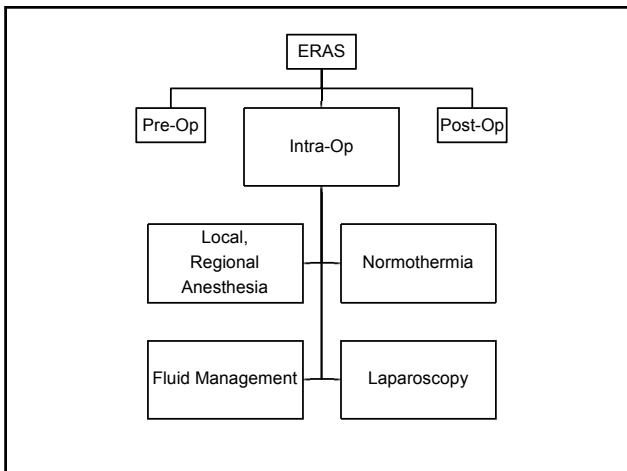 ERAS
Pre-Op
Intra-Op
Post-Op
Local,
Regional
Anesthesia
Normothermia
Fluid Management
Laparoscopy